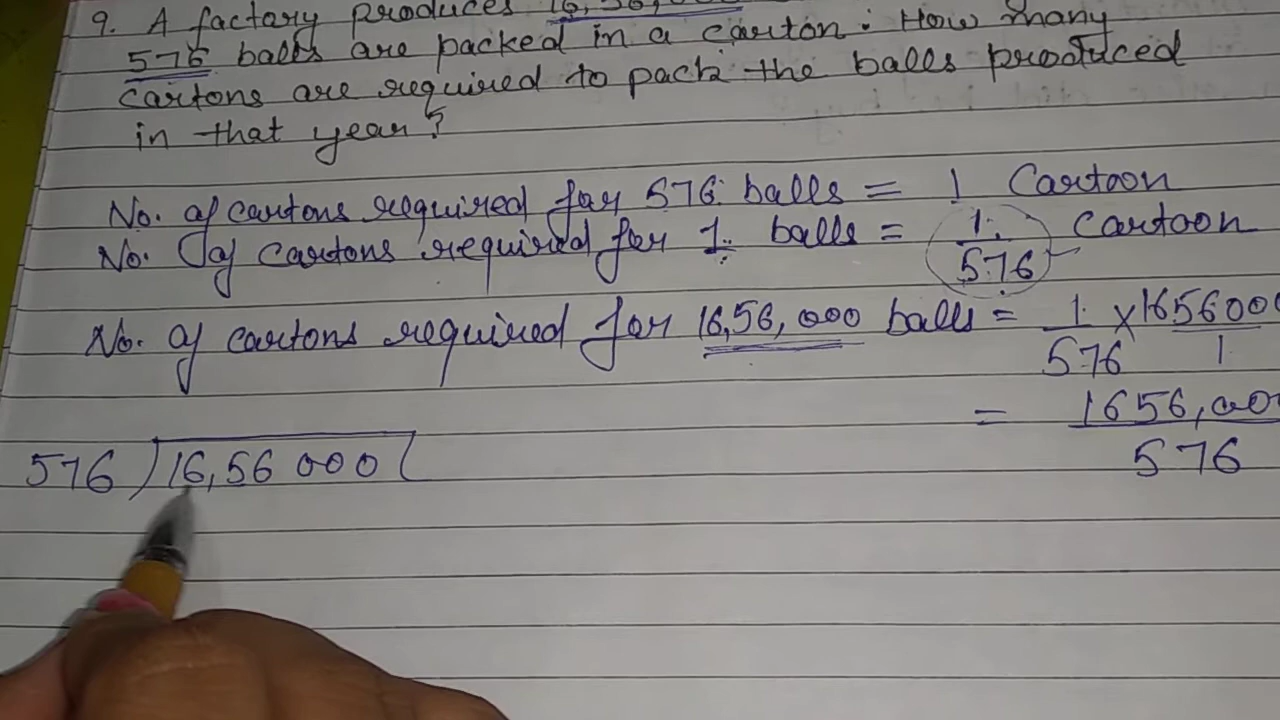 9. A factory produces 16,56,000
576 balls are packed in a carton. How many
cartons are required to pack the balls produced
in that year?
No. of cartons required for 576 balls = 1 Cartoon
No. of cartons required for 1 balls = 1/576 Cartoon
No. of cartons required for 16,56,000 balls = 1/576 × 165600/1
= 1656,00/576
576 ) 16,56 000 (